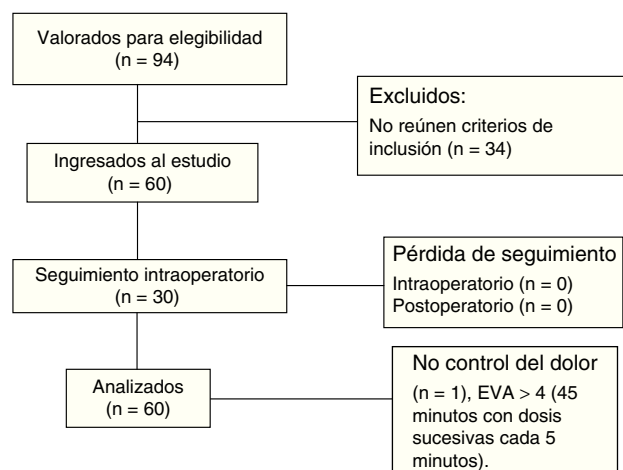 Valorados para elegibilidad
(n = 94)
Excluidos:
No reúnen criterios de
inclusión (n = 34)
Ingresados al estudio
(n = 60)
Seguimiento intraoperatorio
(n = 30)
Pérdida de seguimiento
Intraoperatorio (n = 0)
Postoperatorio (n = 0)
Analizados
(n = 60)
No control del dolor
(n = 1), EVA > 4 (45
minutos con dosis
sucesivas cada 5
minutos).